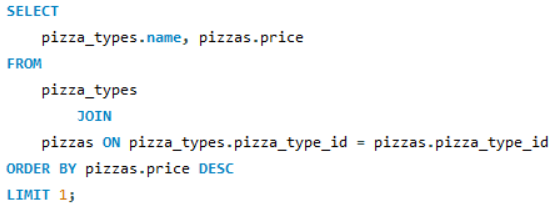 SELECT
    pizza_types.name, pizzas.price
FROM
    pizza_types
        JOIN
    pizzas ON pizza_types.pizza_type_id = pizzas.pizza_type_id
ORDER BY pizzas.price DESC
LIMIT 1;